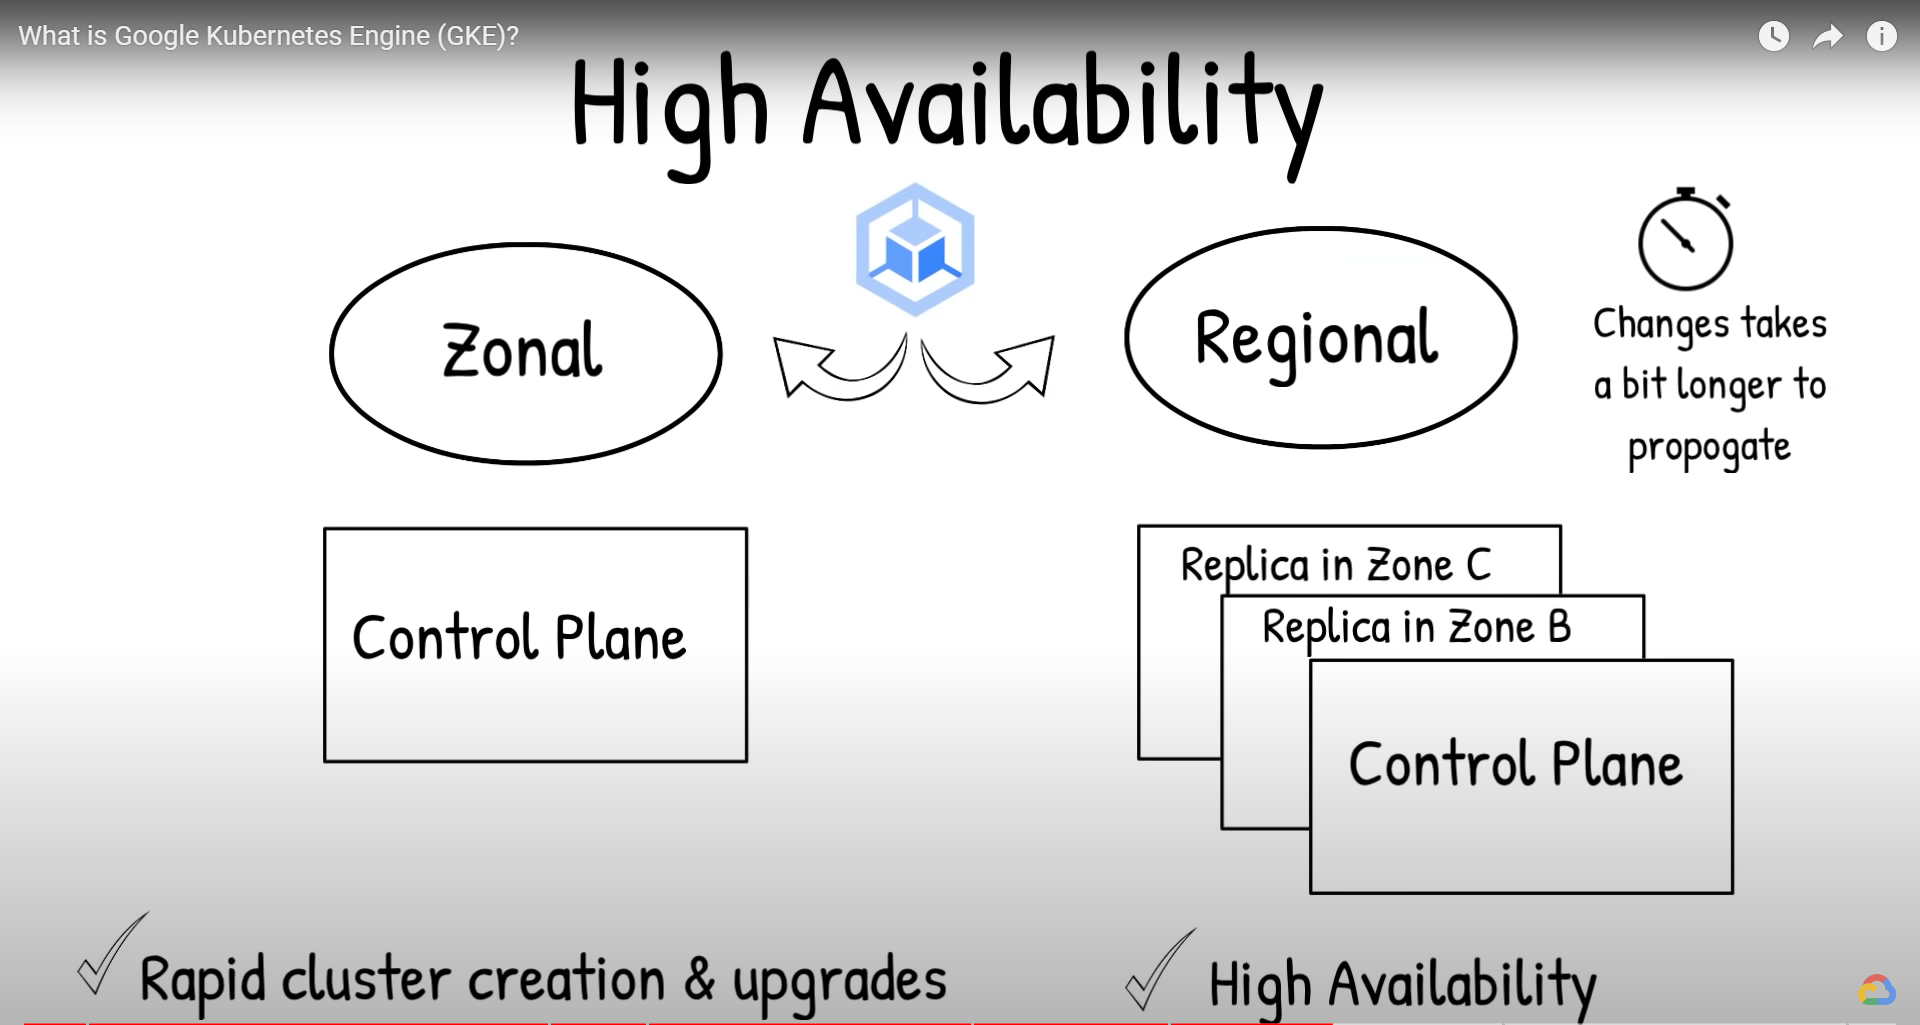 What is Google Kubernetes Engine (GKE)?
High Availability
Zonal
Regional
Changes takes
a bit longer to
propogate
Control Plane
Replica in Zone C
Replica in Zone B
Control Plane
Rapid cluster creation & upgrades
High Availability